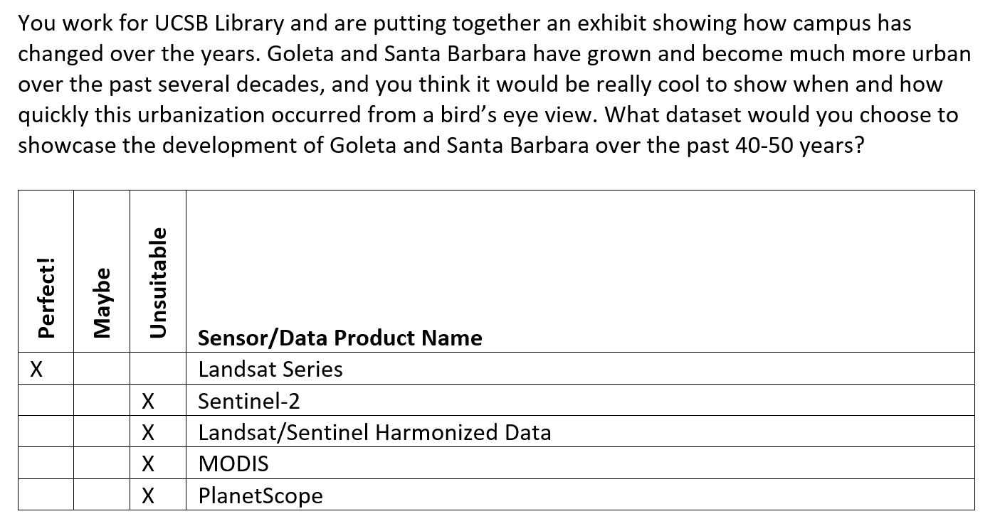 You work for UCSB Library and are putting together an exhibit showing how campus has
changed over the years. Goleta and Santa Barbara have grown and become much more urban
over the past several decades, and you think it would be really cool to show when and how
quickly this urbanization occurred from a bird’s eye view. What dataset would you choose to
showcase the development of Goleta and Santa Barbara over the past 40-50 years?
Perfect!
Maybe
Unsuitable
Sensor/Data Product Name
X Landsat Series
X Sentinel-2
X Landsat/Sentinel Harmonized Data
X MODIS
X PlanetScope